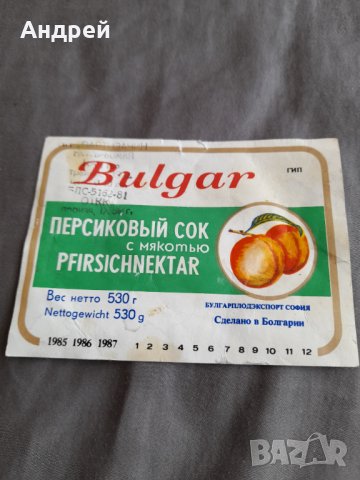 Андрей
Bulgar
ГИП
ПЕРСИКОВЫЙ СОК
с мякотью
PFIRSICHNEKTAR
Вес нетто 530 г
Nettogewicht 530 g
БУЛГАРПЛОДЭКСПОРТ СОФИЯ
Сделано в Болгарии
1985 1986 1987 1 2 3 4 5 6 7 8 9 10 11 12
BAZAR